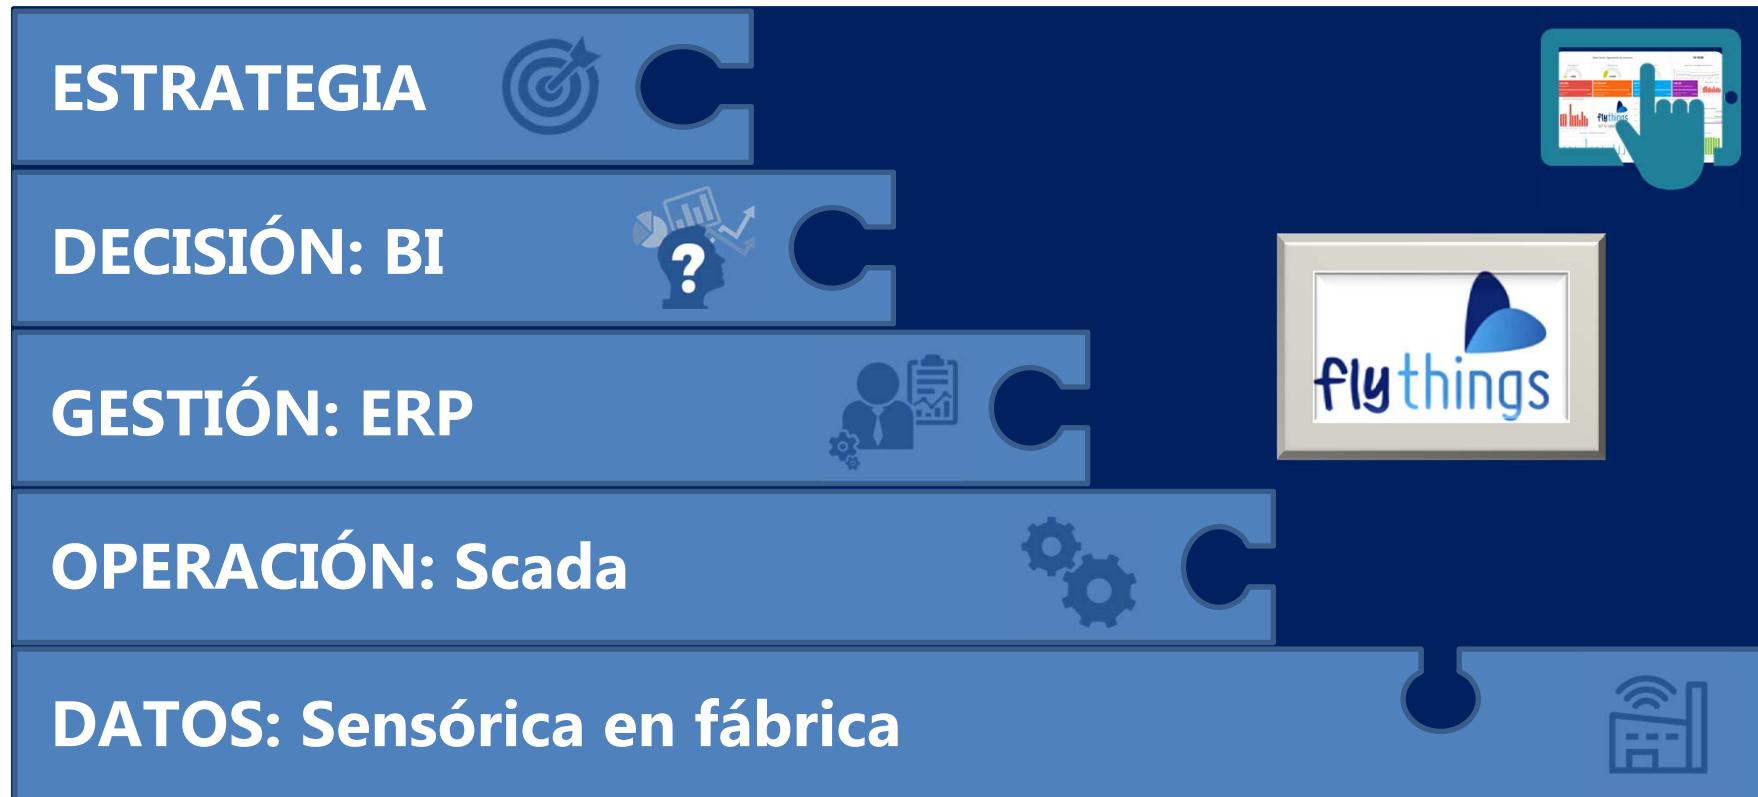 ESTRATEGIA
DECISIÓN: BI
?
GESTIÓN: ERP
OPERACIÓN: Scada
DATOS: Sensórica en fábrica
flythings